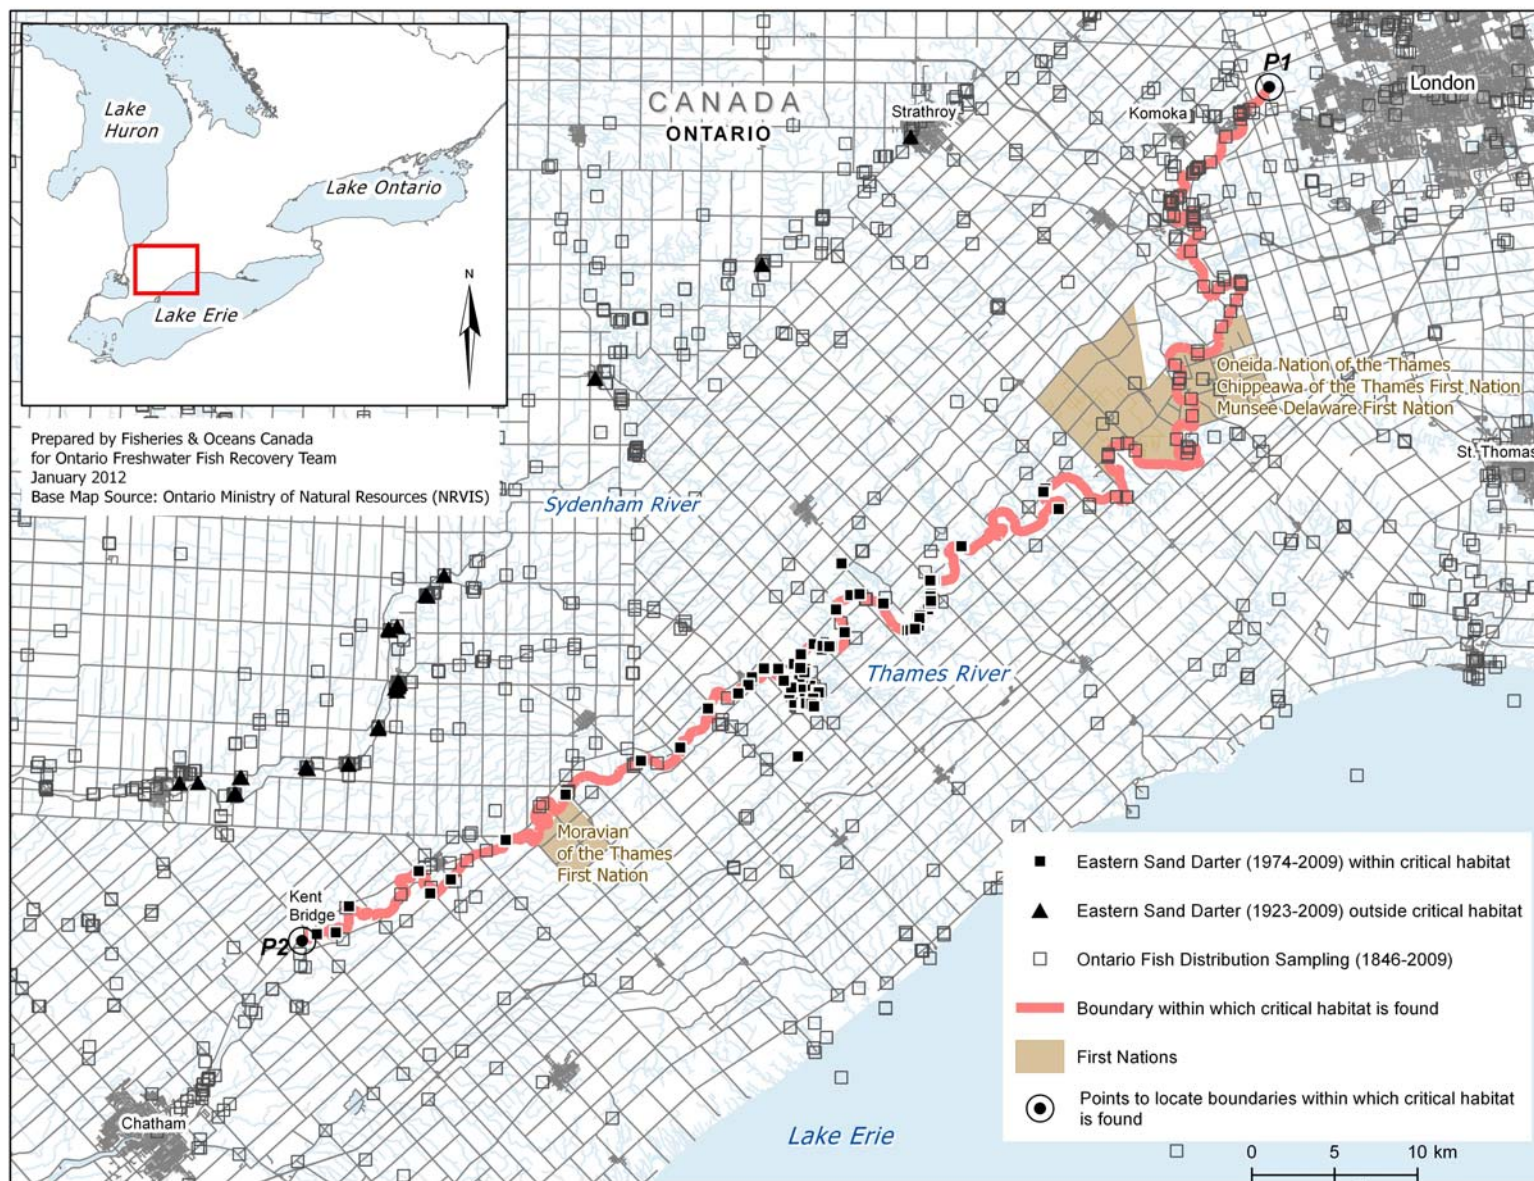 Lake
Huron
Lake Ontario
Lake Erie
N
Prepared by Fisheries & Oceans Canada
for Ontario Freshwater Fish Recovery Team
January 2012
Base Map Source: Ontario Ministry of Natural Resources (NRVIS)
CANADA
ONTARIO
Strathroy
Komoka
P1
London
Oneida Nation of the Thames
Chippeawa of the Thames First Nation
Munsee Delaware First Nation
St. Thomas
Sydenham River
Thames River
Moravian
of the Thames
First Nation
Kent
Bridge
P2
Chatham
Lake Erie
Eastern Sand Darter (1974-2009) within critical habitat
Eastern Sand Darter (1923-2009) outside critical habitat
Ontario Fish Distribution Sampling (1846-2009)
Boundary within which critical habitat is found
First Nations
Points to locate boundaries within which critical habitat
is found
0 5 10 km